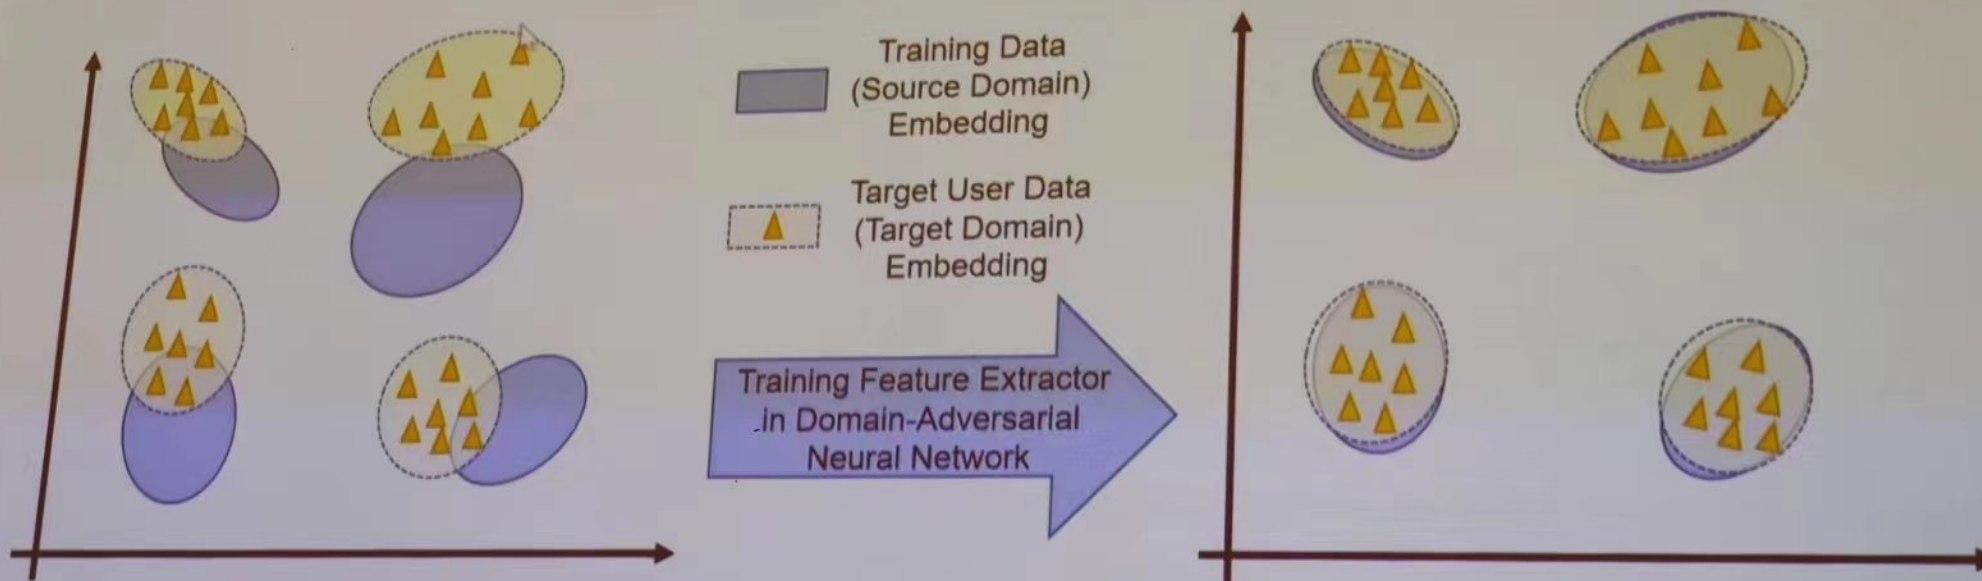 Training Data
(Source Domain)
Embedding
Target User Data
(Target Domain)
Embedding
Training Feature Extractor
in Domain-Adversarial
Neural Network